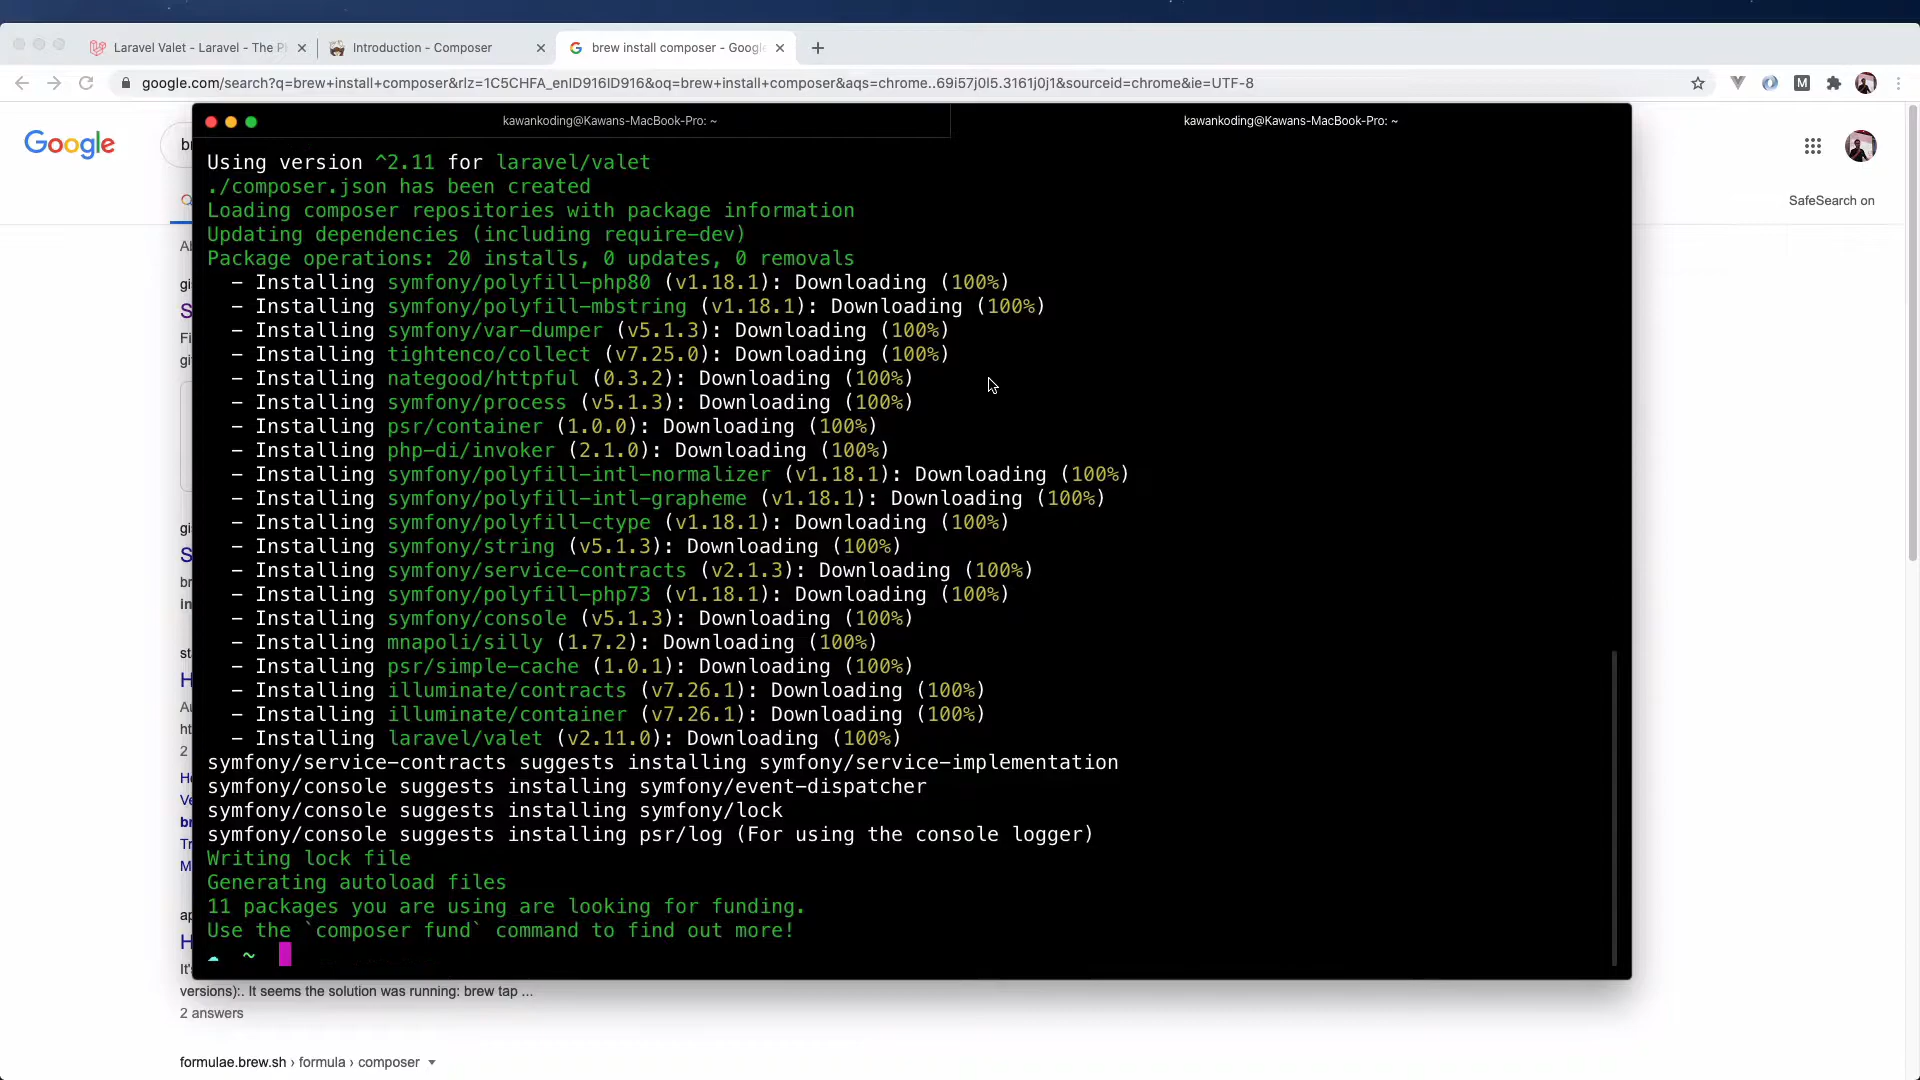 Laravel Valet - Laravel - The P
Introduction - Composer
brew install composer - Google
google.com/search?q=brew+install+composer&rlz=1C5CHFA_enID916ID916&oq=brew+install+composer&aqs=chrome..69i57j0l5.3161j0j1&sourceid=chrome&ie=UTF-8
Google
SafeSearch on
kawankoding@Kawans-MacBook-Pro: ~
kawankoding@Kawans-MacBook-Pro: ~
Using version ^2.11 for laravel/valet
./composer.json has been created
Loading composer repositories with package information
Updating dependencies (including require-dev)
Package operations: 20 installs, 0 updates, 0 removals
- Installing symfony/polyfill-php80 (v1.18.1): Downloading (100%)
- Installing symfony/polyfill-mbstring (v1.18.1): Downloading (100%)
- Installing symfony/var-dumper (v5.1.3): Downloading (100%)
- Installing tightenco/collect (v7.25.0): Downloading (100%)
- Installing nategood/httpful (0.3.2): Downloading (100%)
- Installing symfony/process (v5.1.3): Downloading (100%)
- Installing psr/container (1.0.0): Downloading (100%)
- Installing php-di/invoker (2.1.0): Downloading (100%)
- Installing symfony/polyfill-intl-normalizer (v1.18.1): Downloading (100%)
- Installing symfony/polyfill-intl-grapheme (v1.18.1): Downloading (100%)
- Installing symfony/polyfill-ctype (v1.18.1): Downloading (100%)
- Installing symfony/string (v5.1.3): Downloading (100%)
- Installing symfony/service-contracts (v2.1.3): Downloading (100%)
- Installing symfony/polyfill-php73 (v1.18.1): Downloading (100%)
- Installing symfony/console (v5.1.3): Downloading (100%)
- Installing mnapoli/silly (1.7.2): Downloading (100%)
- Installing psr/simple-cache (1.0.1): Downloading (100%)
- Installing illuminate/contracts (v7.26.1): Downloading (100%)
- Installing illuminate/container (v7.26.1): Downloading (100%)
- Installing laravel/valet (v2.11.0): Downloading (100%)
symfony/service-contracts suggests installing symfony/service-implementation
symfony/console suggests installing symfony/event-dispatcher
symfony/console suggests installing symfony/lock
symfony/console suggests installing psr/log (For using the console logger)
Writing lock file
Generating autoload files
11 packages you are using are looking for funding.
Use the `composer fund` command to find out more!
~
versions):. It seems the solution was running: brew tap ...
2 answers
formulae.brew.sh › formula › composer